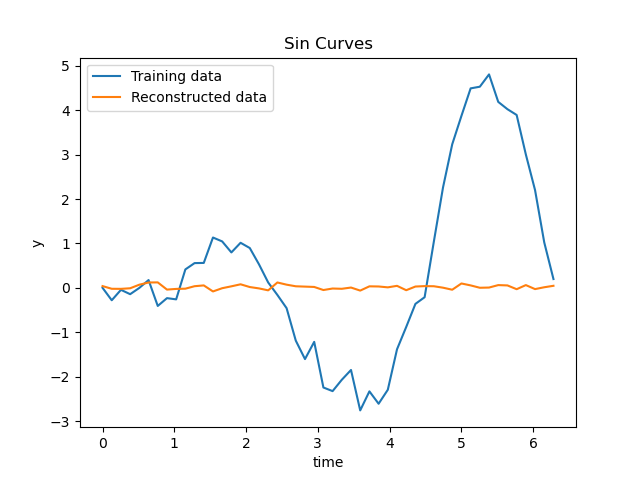 Sin Curves
Training data
Reconstructed data
5
4
3
2
1
0
−1
−2
−3
y
0 1 2 3 4 5 6
time